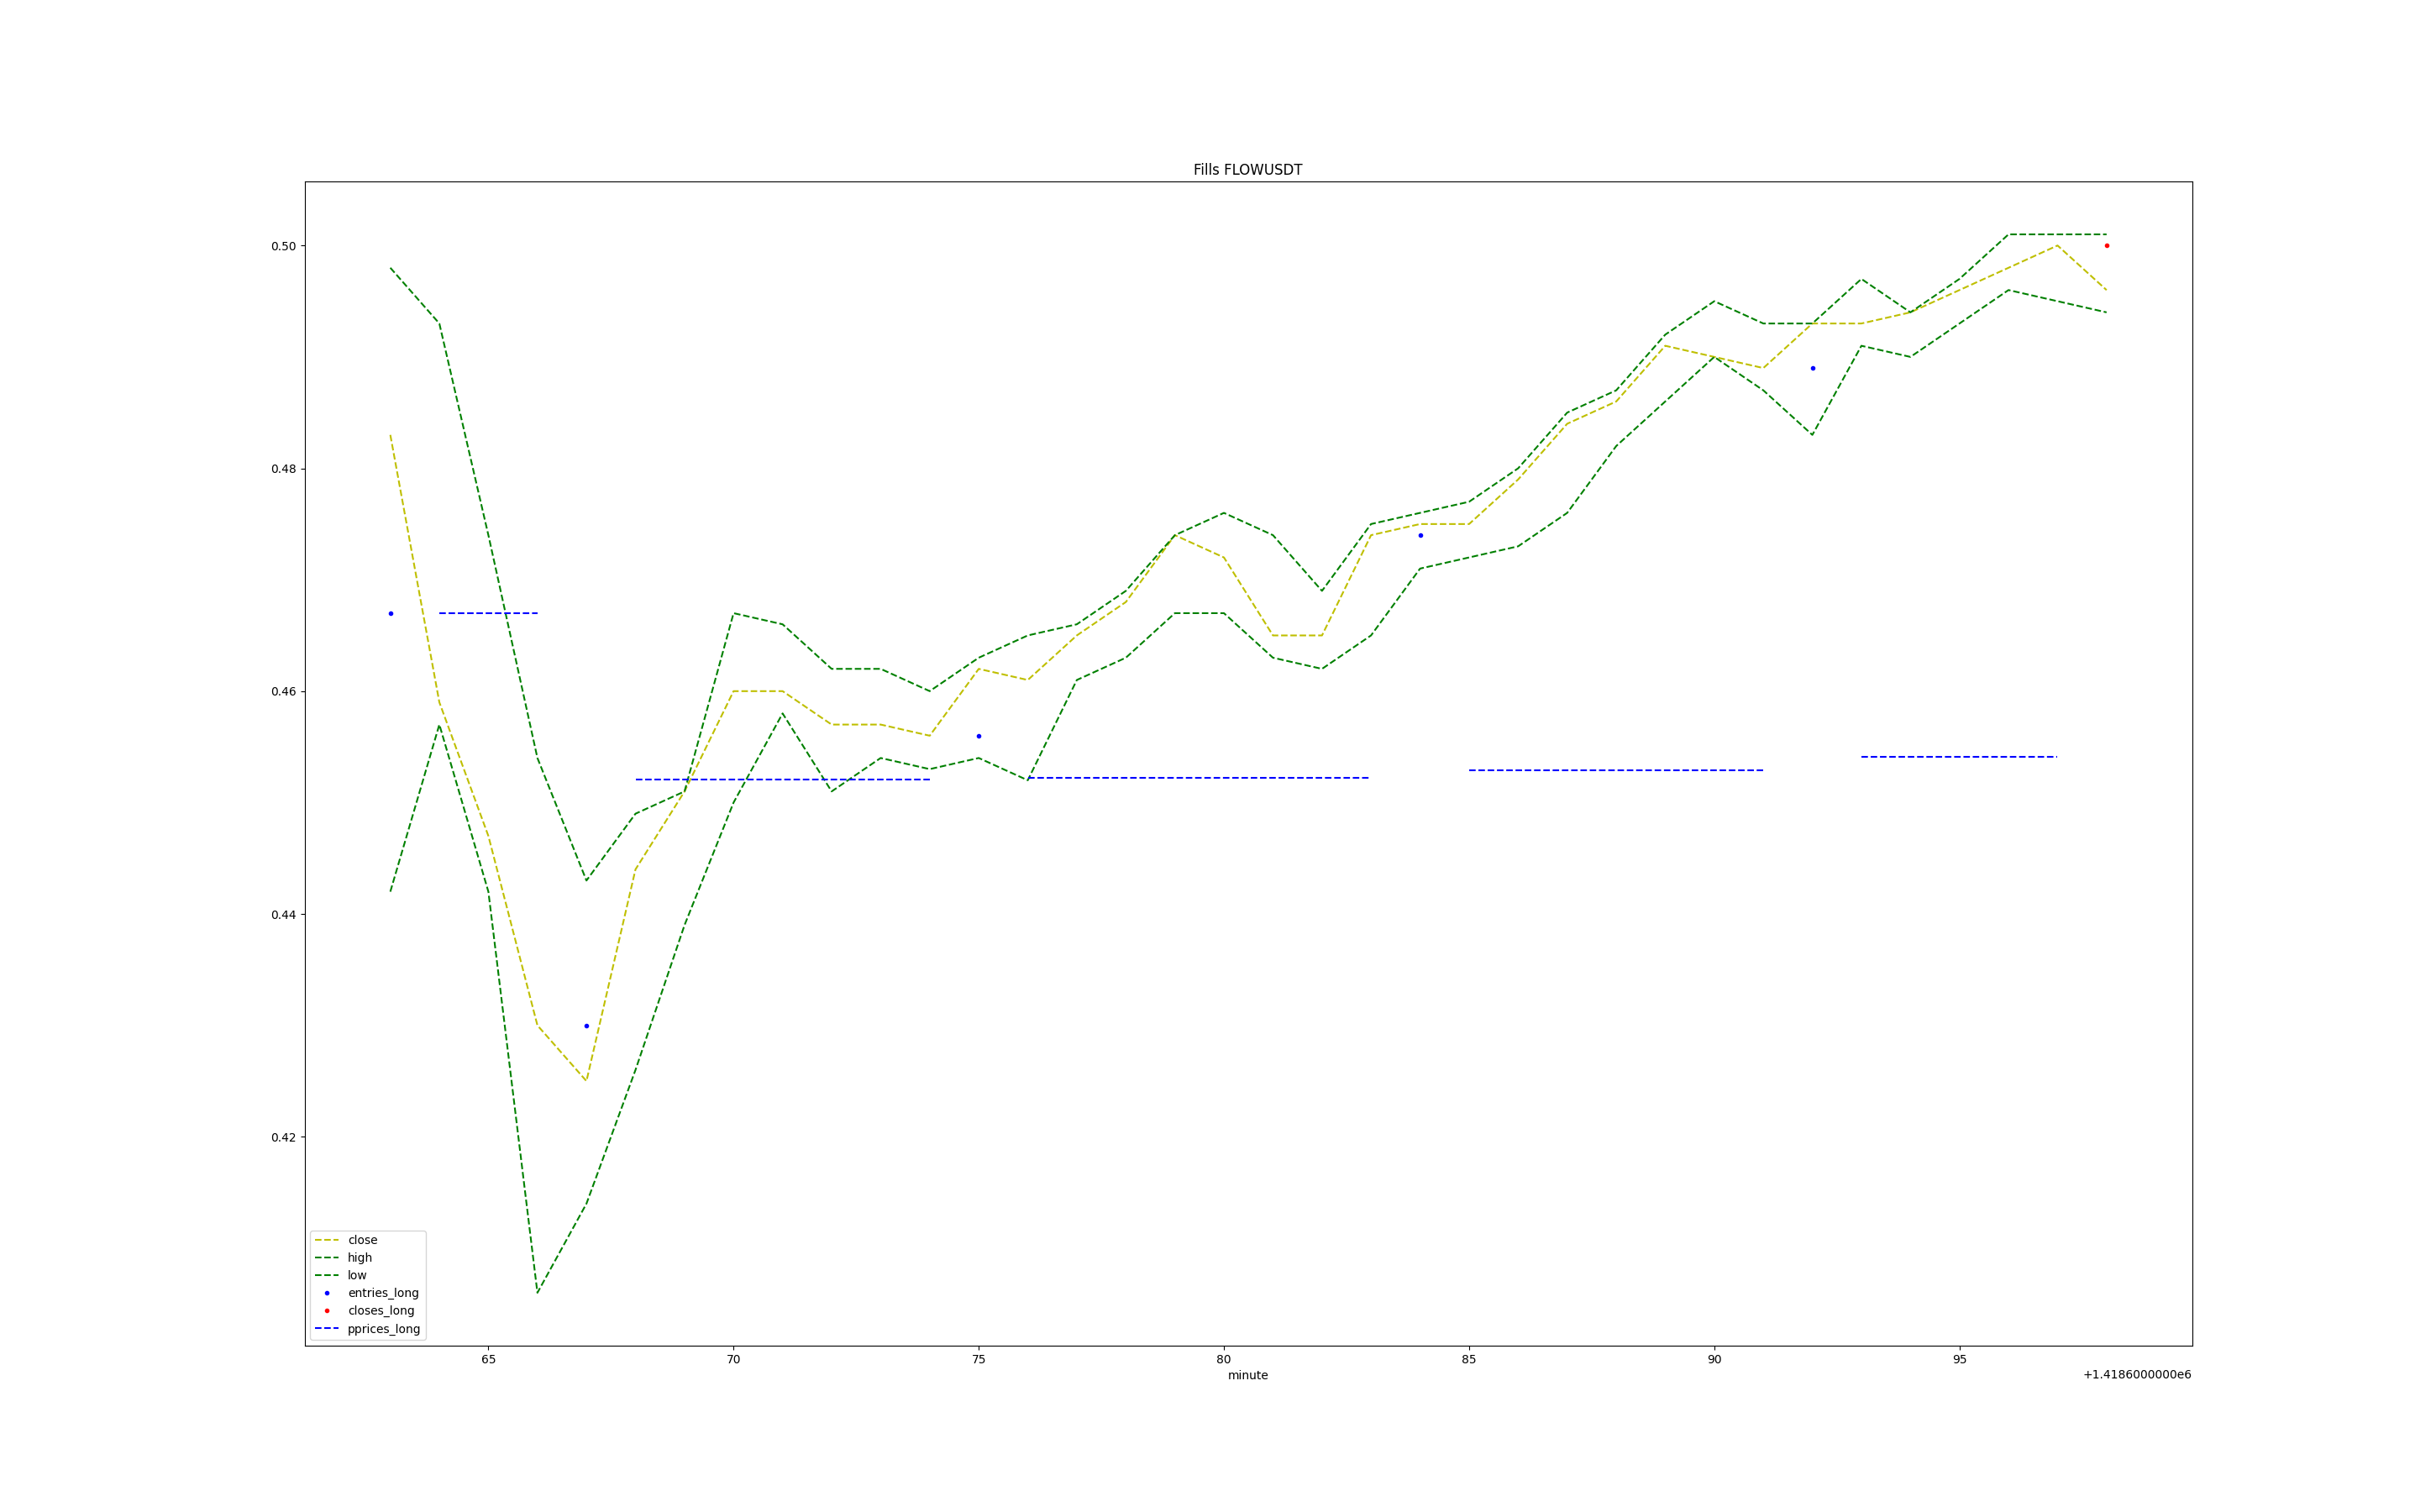 Fills FLOWUSDT
0.50
0.48
0.46
0.44
0.42
close
high
low
entries_long
closes_long
pprices_long
65 70 75 80 85 90 95
minute
+1.4186000000e6